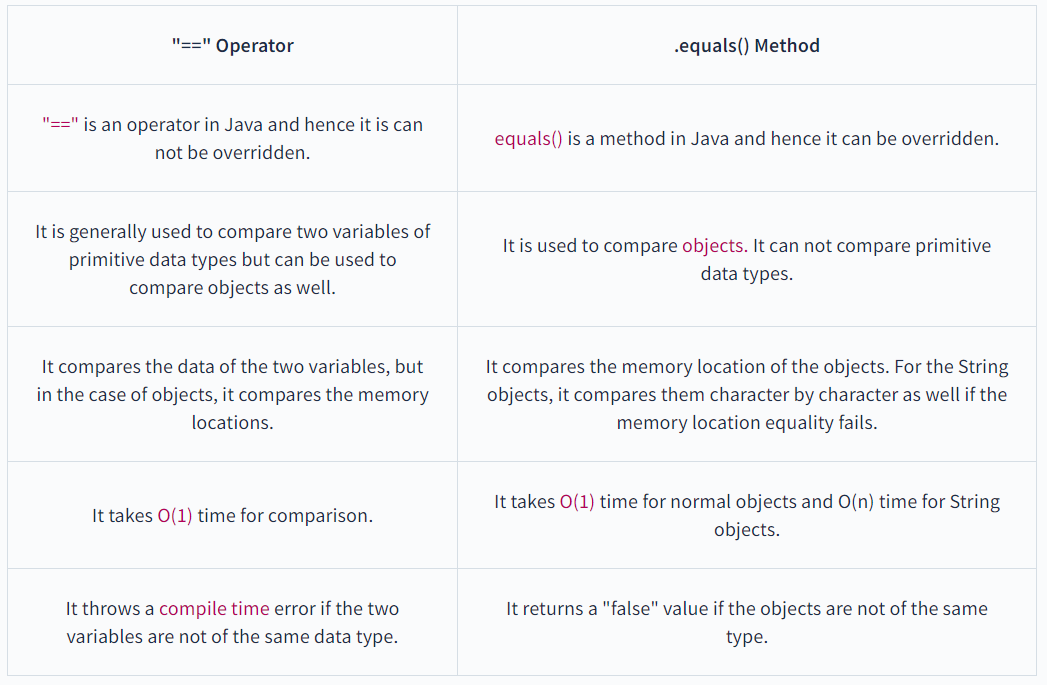 "==" Operator
.equals() Method
"==" is an operator in Java and hence it is can
not be overridden.
equals() is a method in Java and hence it can be overridden.
It is generally used to compare two variables of
primitive data types but can be used to
compare objects as well.
It is used to compare objects. It can not compare primitive
data types.
It compares the data of the two variables, but
in the case of objects, it compares the memory
locations.
It compares the memory location of the objects. For the String
objects, it compares them character by character as well if the
memory location equality fails.
It takes O(1) time for comparison.
It takes O(1) time for normal objects and O(n) time for String
objects.
It throws a compile time error if the two
variables are not of the same data type.
It returns a "false" value if the objects are not of the same
type.